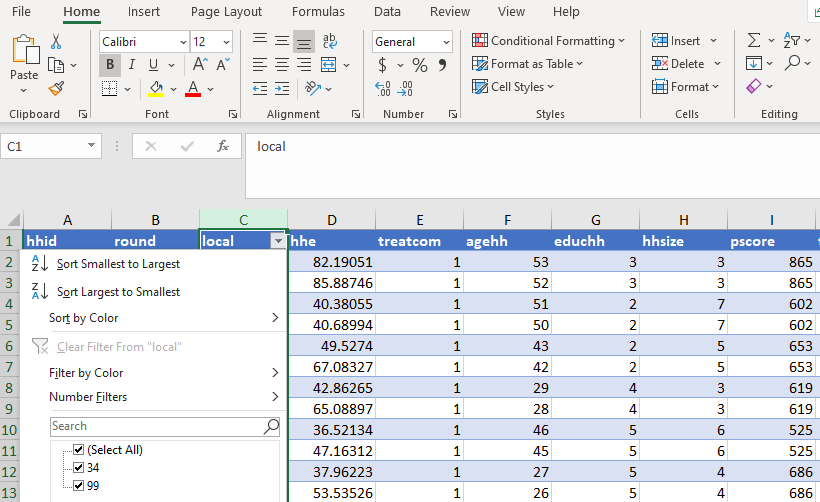 File Home Insert Page Layout Formulas Data Review View Help
Calibri 12 General Conditional Formatting Insert
Paste B I U $ % Format as Table Delete
Cell Styles Format
Clipboard Font Alignment Number Styles Cells Editing
C1 local
A B C D E F G H I
1 hhid round local hhe treatcom agehh educhh hhsize pscore
2 82.19051 1 53 3 3 865
3 85.88746 1 52 3 3 865
4 40.38055 1 51 2 7 602
5 40.68994 1 50 2 7 602
6 49.5274 1 43 2 5 653
7 67.08327 1 42 2 5 653
8 42.86265 1 29 4 3 619
9 65.08897 1 28 4 3 619
10 36.52134 1 46 5 6 525
11 47.16312 1 45 5 6 525
12 37.96223 1 27 5 4 686
13 53.53526 1 26 5 4 686
Sort Smallest to Largest
Sort Largest to Smallest
Sort by Color
Clear Filter From "local"
Filter by Color
Number Filters
Search
(Select All)
34
99